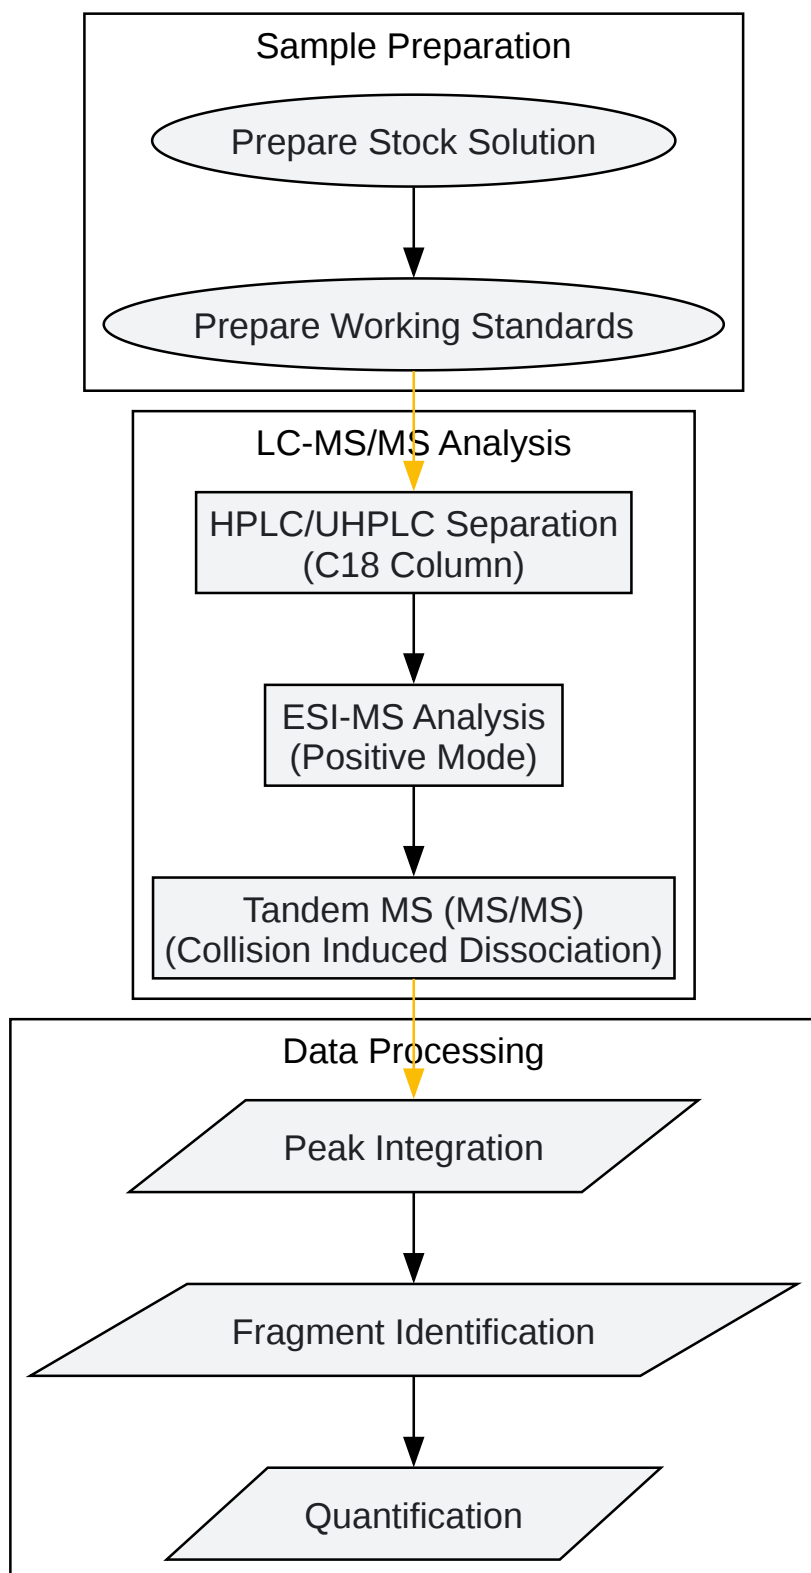 Sample Preparation
Prepare Stock Solution
Prepare Working Standards
LC-MS/MS Analysis
HPLC/UHPLC Separation
(C18 Column)
ESI-MS Analysis
(Positive Mode)
Tandem MS (MS/MS)
(Collision Induced Dissociation)
Data Processing
Peak Integration
Fragment Identification
Quantification